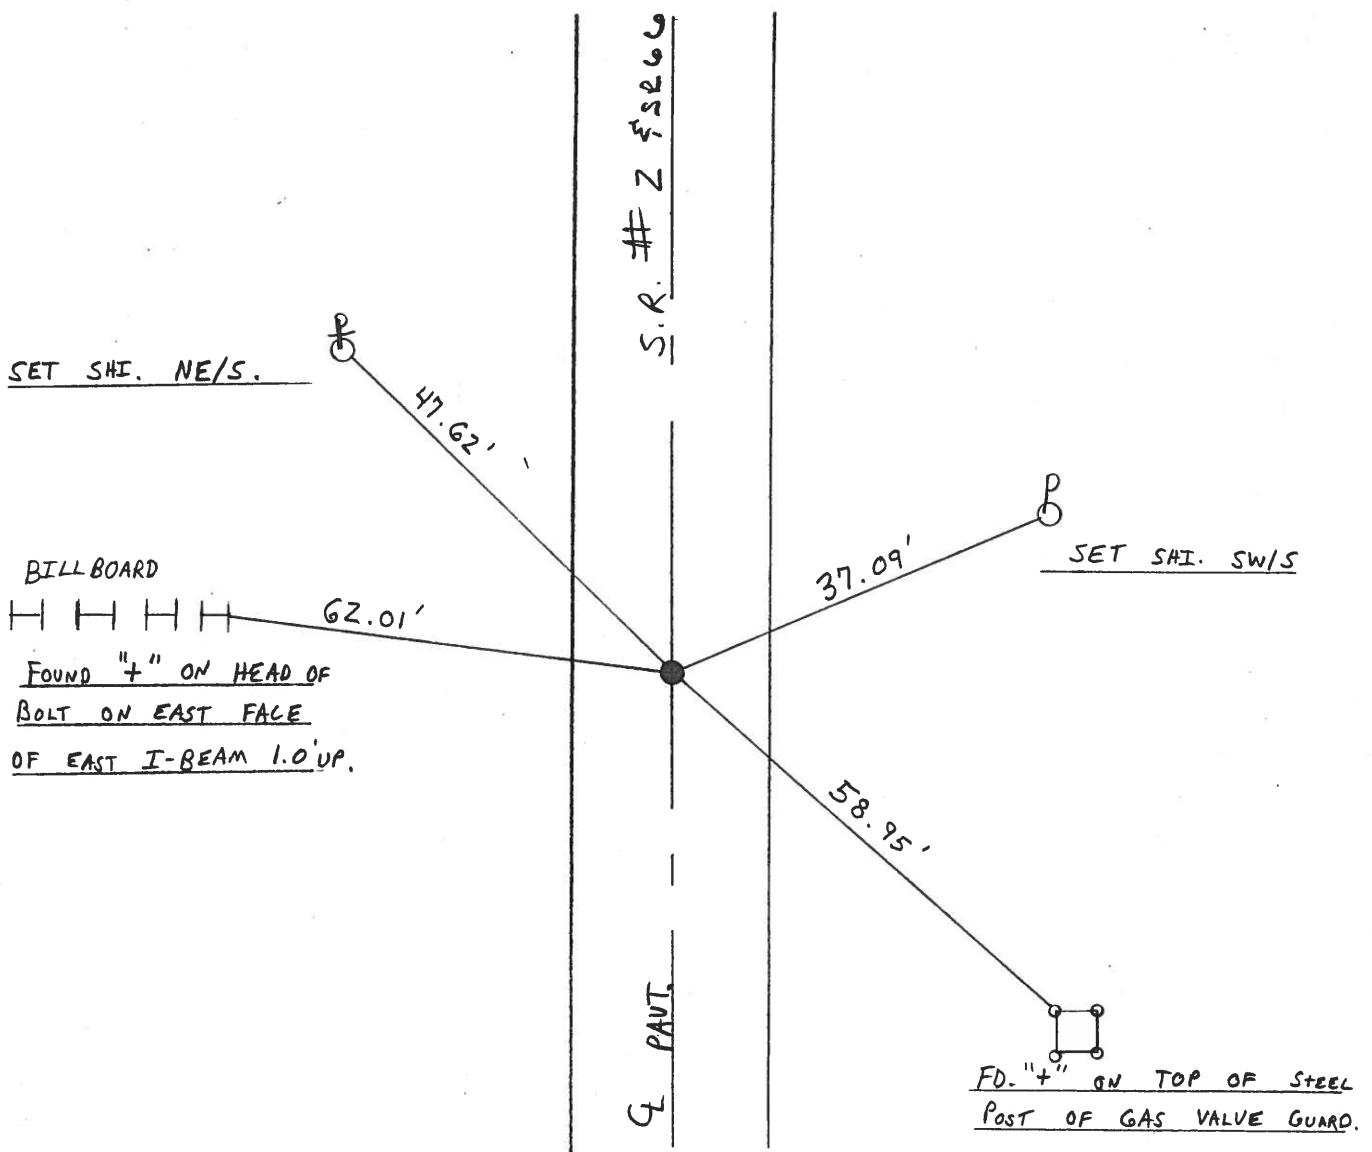 S.R. # 2 & SR66
P
SET SHI. NE/S.
47.62'
P
SET SHI. SW/S
37.09'
BILLBOARD
62.01'
FOUND "+" ON HEAD OF
BOLT ON EAST FACE
OF EAST I-BEAM 1.0' UP.
58.95'
℄ PAVT.
FD. "+" ON TOP OF STEEL
POST OF GAS VALVE GUARD.